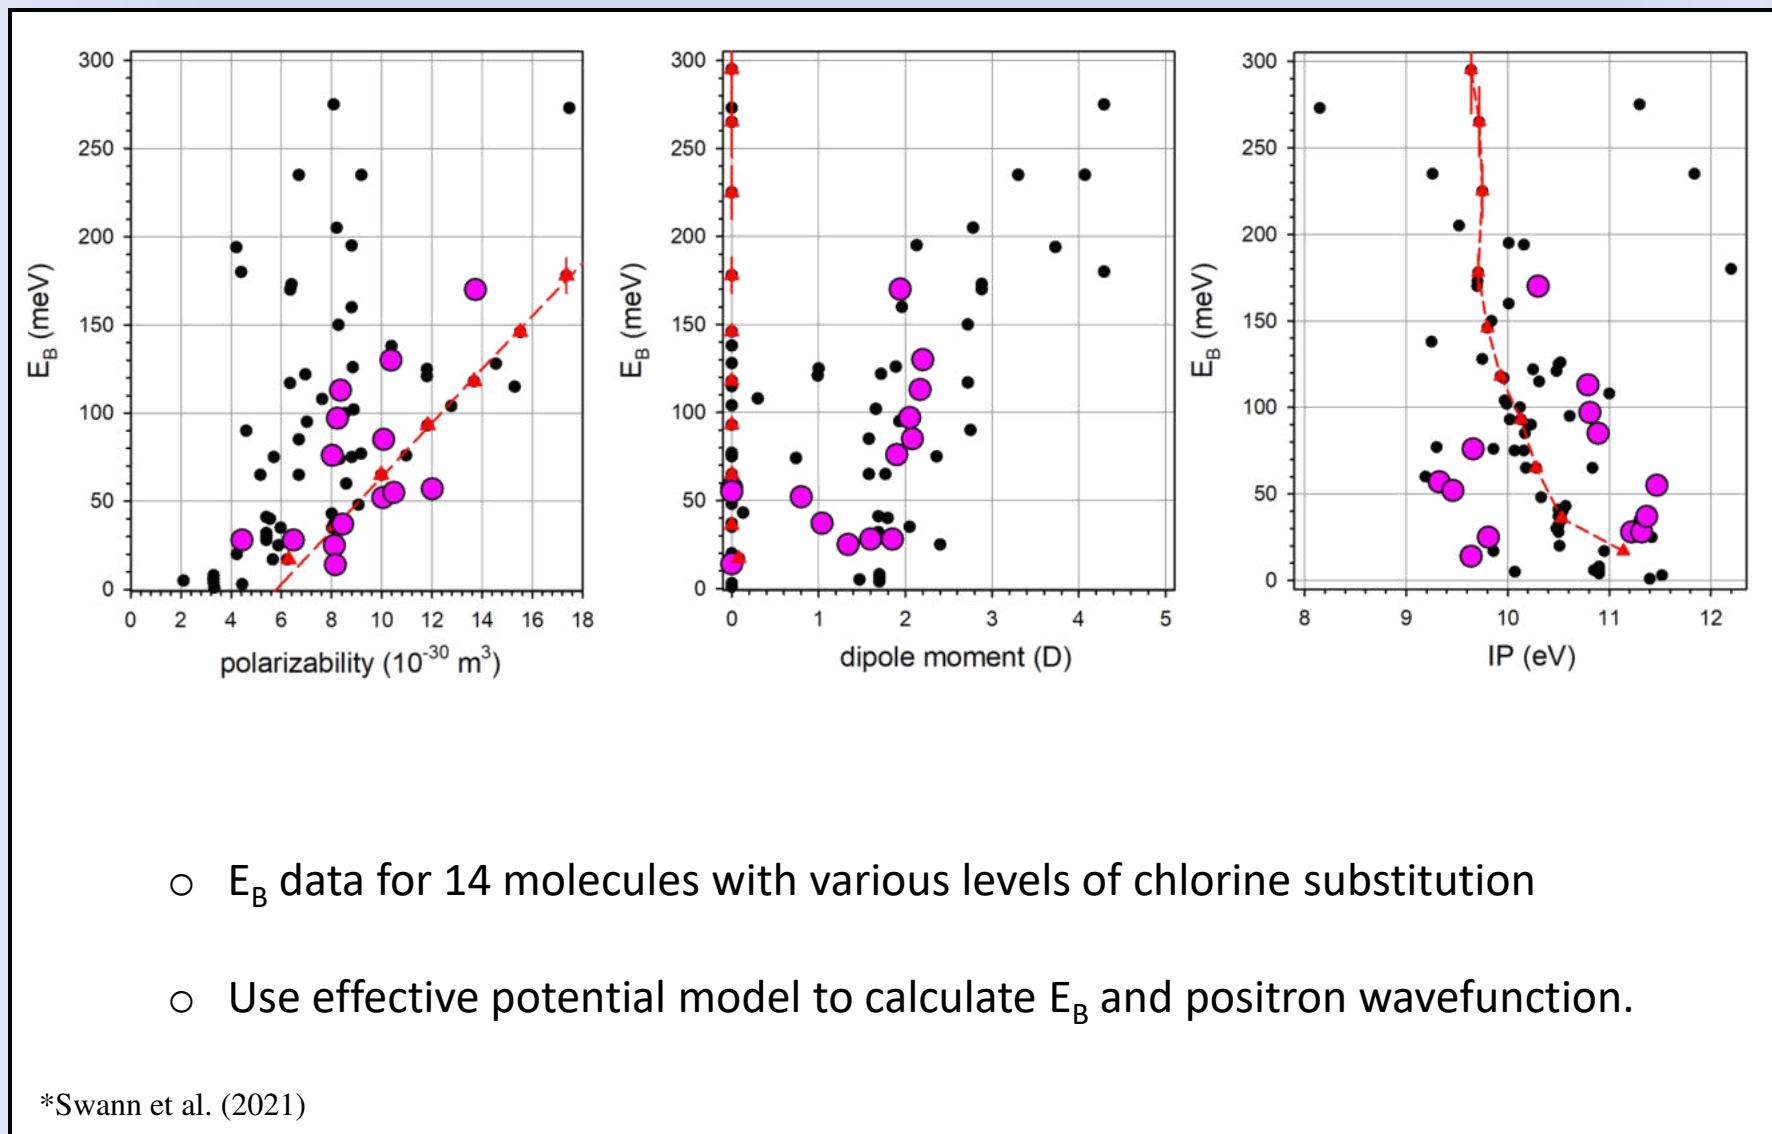 300
250
200
150
100
50
0
E_B (meV)
0 2 4 6 8 10 12 14 16 18
polarizability (10⁻³⁰ m³)
300
250
200
150
100
50
0
E_B (meV)
0 1 2 3 4 5
dipole moment (D)
300
250
200
150
100
50
0
E_B (meV)
8 9 10 11 12
IP (eV)
o E_B data for 14 molecules with various levels of chlorine substitution
o Use effective potential model to calculate E_B and positron wavefunction.
*Swann et al. (2021)